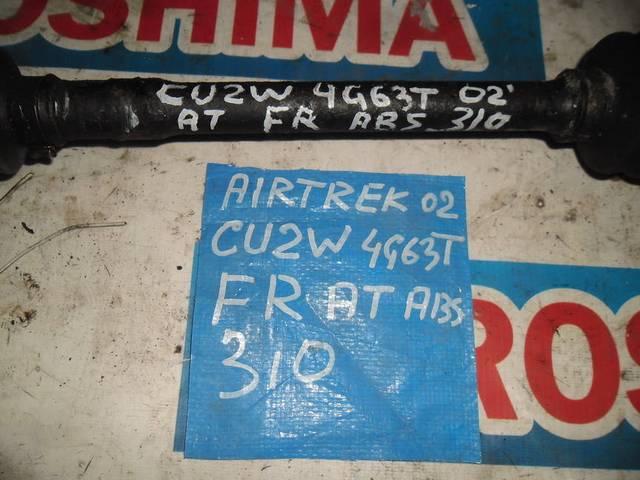 OSHIMA
CU2W 4G63T 02'
AT FR ABS 310
AIRTREK 02
CU2W 4G63T
FR AT ABS
310
ROS